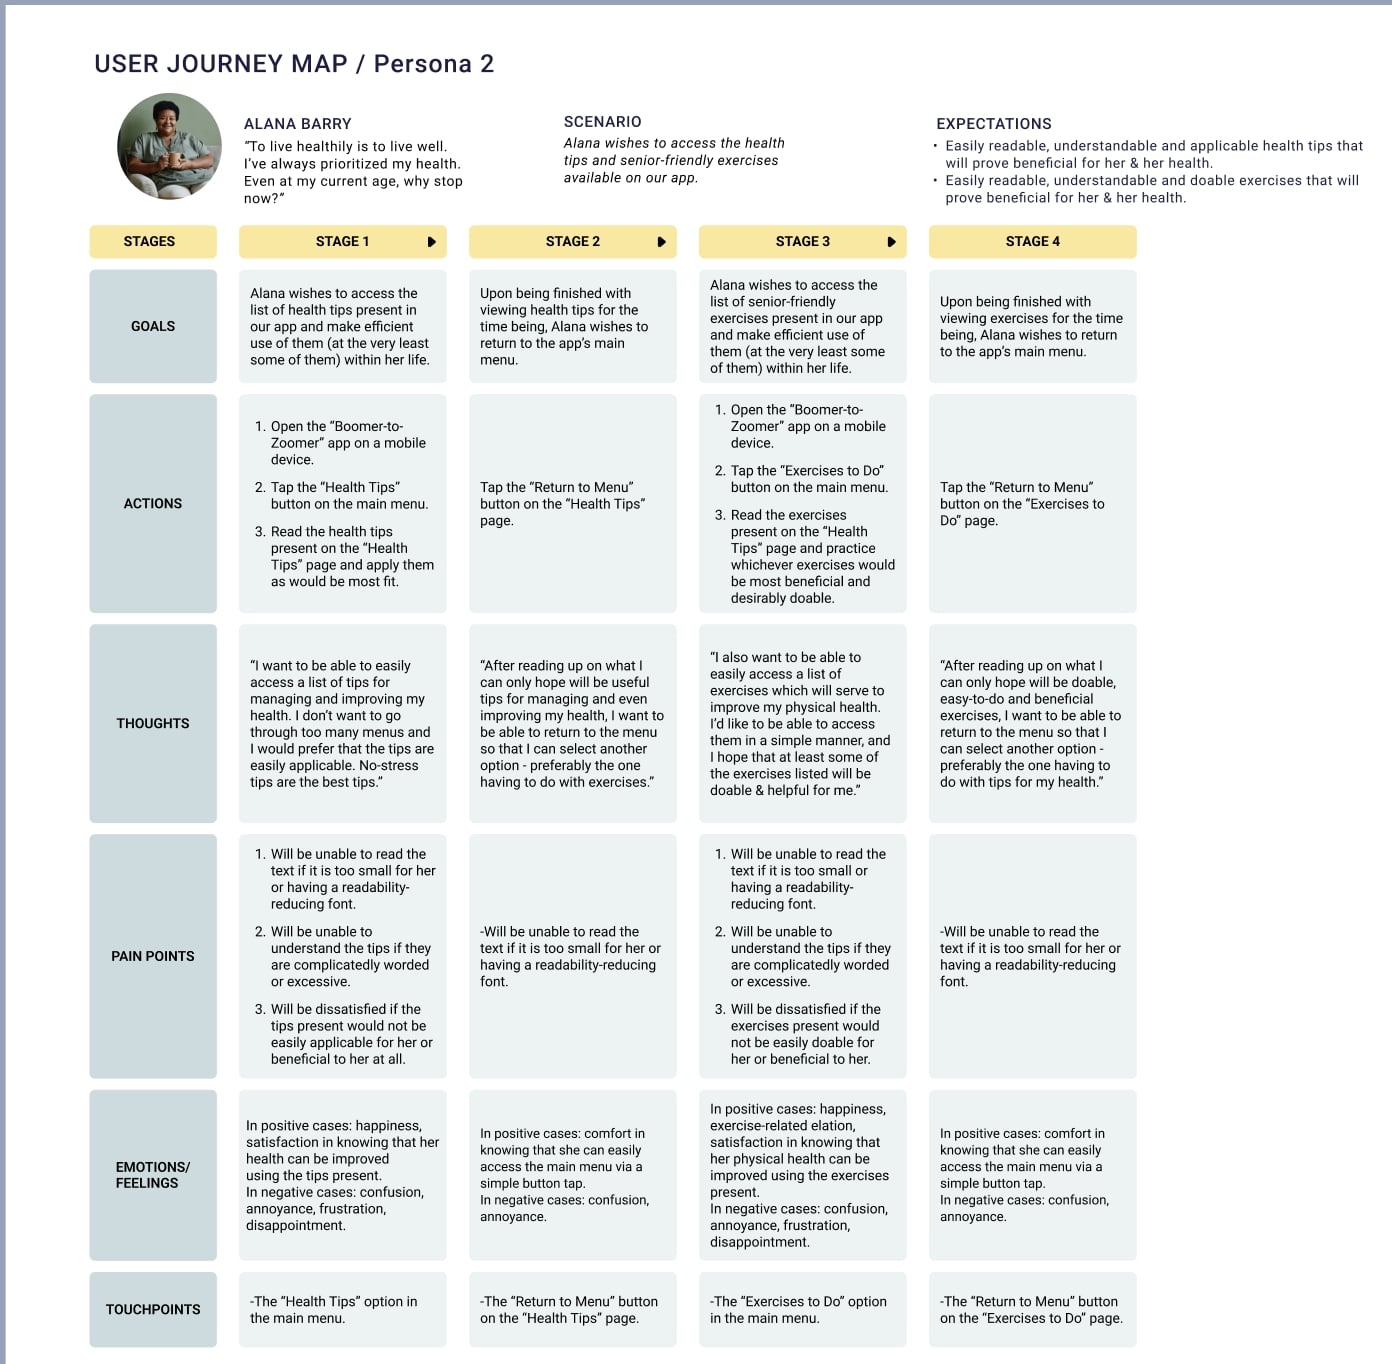 USER JOURNEY MAP / Persona 2
ALANA BARRY
“To live healthily is to live well.
I’ve always prioritized my health.
Even at my current age, why stop
now?”
SCENARIO
Alana wishes to access the health
tips and senior-friendly exercises
available on our app.
EXPECTATIONS
• Easily readable, understandable and applicable health tips that
will prove beneficial for her & her health.
• Easily readable, understandable and doable exercises that will
prove beneficial for her & her health.
STAGES
STAGE 1
STAGE 2
STAGE 3
STAGE 4
GOALS
Alana wishes to access the
list of health tips present in
our app and make efficient
use of them (at the very least
some of them) within her life.
Upon being finished with
viewing health tips for the
time being, Alana wishes to
return to the app’s main
menu.
Alana wishes to access the
list of senior-friendly
exercises present in our app
and make efficient use of
them (at the very least some
of them) within her life.
Upon being finished with
viewing exercises for the time
being, Alana wishes to return
to the app’s main menu.
ACTIONS
1. Open the “Boomer-to-
Zoomer” app on a mobile
device.
2. Tap the “Health Tips”
button on the main menu.
3. Read the health tips
present on the “Health
Tips” page and apply them
as would be most fit.
Tap the “Return to Menu”
button on the “Health Tips”
page.
1. Open the “Boomer-to-
Zoomer” app on a mobile
device.
2. Tap the “Exercises to Do”
button on the main menu.
3. Read the exercises
present on the “Health
Tips” page and practice
whichever exercises would
be most beneficial and
desirably doable.
Tap the “Return to Menu”
button on the “Exercises to
Do” page.
THOUGHTS
“I want to be able to easily
access a list of tips for
managing and improving my
health. I don’t want to go
through too many menus and
I would prefer that the tips are
easily applicable. No-stress
tips are the best tips.”
“After reading up on what I
can only hope will be useful
tips for managing and even
improving my health, I want to
be able to return to the menu
so that I can select another
option - preferably the one
having to do with exercises.”
“I also want to be able to
easily access a list of
exercises which will serve to
improve my physical health.
I’d like to be able to access
them in a simple manner, and
I hope that at least some of
the exercises listed will be
doable & helpful for me.”
“After reading up on what I
can only hope will be doable,
easy-to-do and beneficial
exercises, I want to be able to
return to the menu so that I
can select another option -
preferably the one having to
do with tips for my health.”
PAIN POINTS
1. Will be unable to read the
text if it is too small for her
or having a readability-
reducing font.
2. Will be unable to
understand the tips if they
are complicatedly worded
or excessive.
3. Will be dissatisfied if the
tips present would not be
easily applicable for her or
beneficial to her at all.
-Will be unable to read the
text if it is too small for her or
having a readability-reducing
font.
1. Will be unable to read the
text if it is too small or
having a readability-
reducing font.
2. Will be unable to
understand the tips if they
are complicatedly worded
or excessive.
3. Will be dissatisfied if the
exercises present would
not be easily doable for
her or beneficial to her.
-Will be unable to read the
text if it is too small for her or
having a readability-reducing
font.
EMOTIONS/
FEELINGS
In positive cases: happiness,
satisfaction in knowing that her
health can be improved
using the tips present.
In negative cases: confusion,
annoyance, frustration,
disappointment.
In positive cases: comfort in
knowing that she can easily
access the main menu via a
simple button tap.
In negative cases: confusion,
annoyance.
In positive cases: happiness,
exercise-related elation,
satisfaction in knowing that
her physical health can be
improved using the exercises
present.
In negative cases: confusion,
annoyance, frustration,
disappointment.
In positive cases: comfort in
knowing that she can easily
access the main menu via a
simple button tap.
In negative cases: confusion,
annoyance.
TOUCHPOINTS
-The “Health Tips” option in
the main menu.
-The “Return to Menu” button
on the “Health Tips” page.
-The “Exercises to Do” option
in the main menu.
-The “Return to Menu” button
on the “Exercises to Do” page.